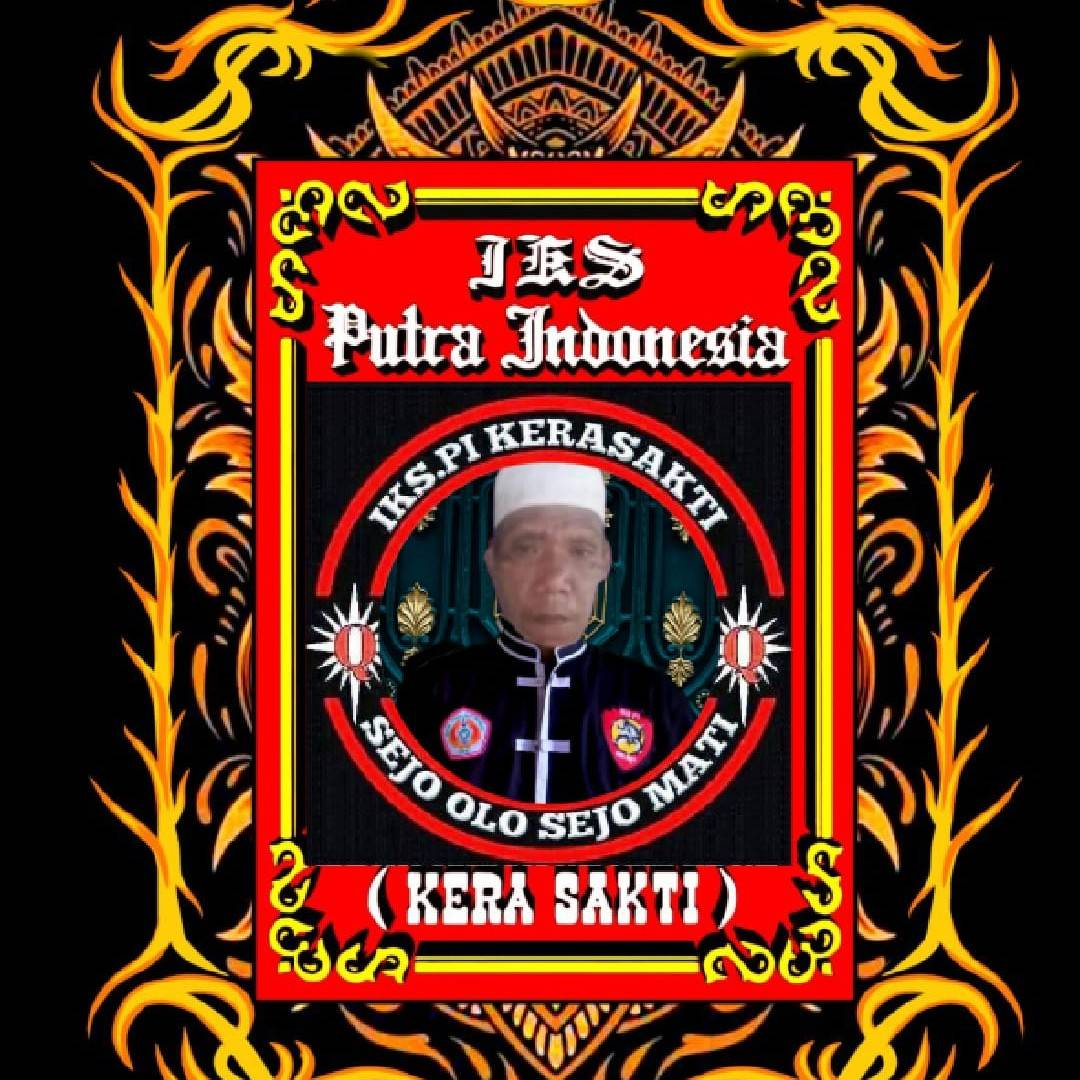 IKS
Putra Indonesia
IKS.PI KERASAKTI
Q Q
SEJO OLO SEJO MATI
( KERA SAKTI )